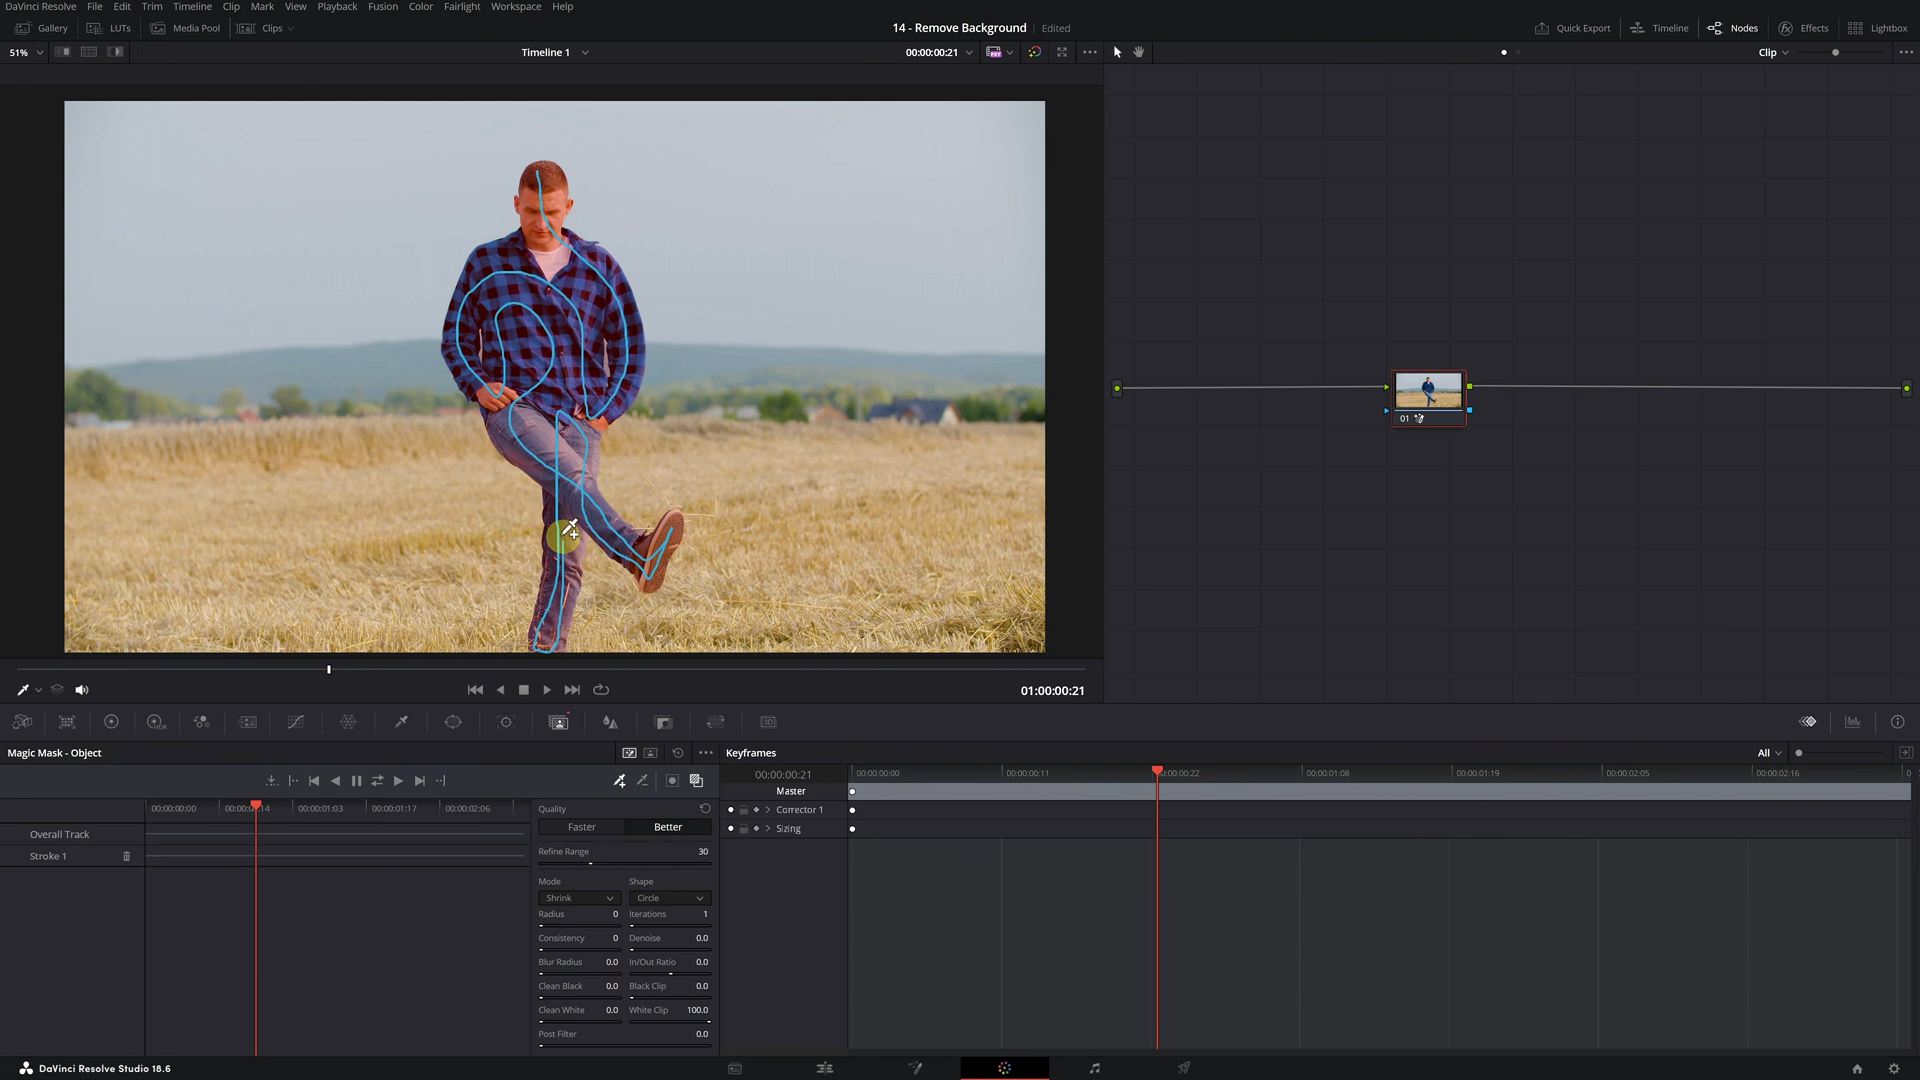 DaVinci Resolve File Edit Trim Timeline Clip Mark View Playback Fusion Color Fairlight Workspace Help
Gallery LUTs Media Pool Clips 14 - Remove Background Edited Quick Export Timeline Nodes Effects Lightbox
51% Timeline 1 00:00:00:21 Clip
01
01:00:00:21
HDR 3D
Magic Mask - Object Keyframes All
00:00:00:21 00:00:00:00 00:00:00:11 00:00:00:22 00:00:01:08 00:00:01:19 00:00:02:05 00:00:02:16
Master
Corrector 1
Sizing
00:00:00:00 00:00:01:03 00:00:01:17 00:00:02:06
Overall Track
Stroke 1
Quality
Faster Better
Refine Range 30
Mode Shape
Shrink Circle
Radius 0 Iterations 1
Consistency 0 Denoise 0.0
Blur Radius 0.0 In/Out Ratio 0.0
Clean Black 0.0 Black Clip 0.0
Clean White 0.0 White Clip 100.0
Post Filter 0.0
DaVinci Resolve Studio 18.6